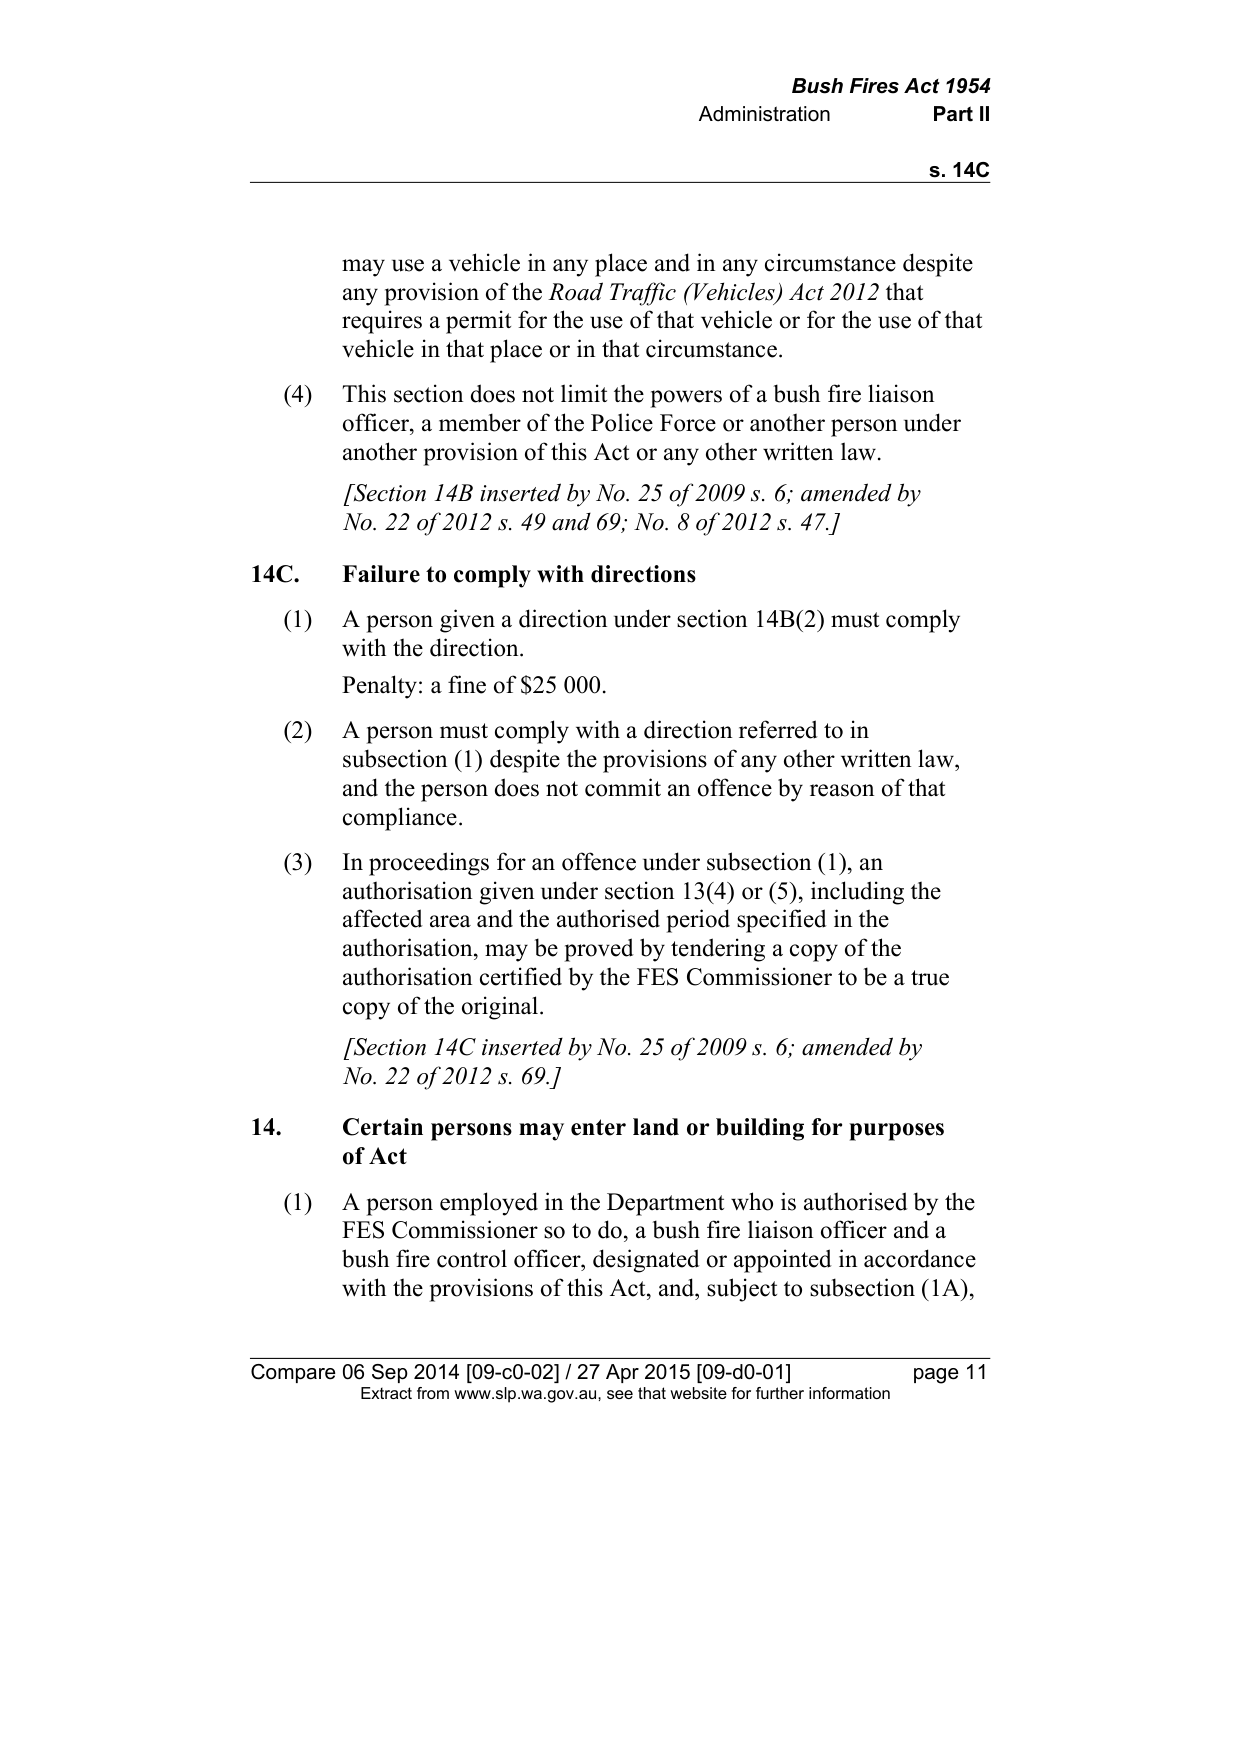 Bush Fires Act 1954
Administration Part II
s. 14C
may use a vehicle in any place and in any circumstance despite
any provision of the Road Traffic (Vehicles) Act 2012 that
requires a permit for the use of that vehicle or for the use of that
vehicle in that place or in that circumstance.
(4) This section does not limit the powers of a bush fire liaison
officer, a member of the Police Force or another person under
another provision of this Act or any other written law.
[Section 14B inserted by No. 25 of 2009 s. 6; amended by
No. 22 of 2012 s. 49 and 69; No. 8 of 2012 s. 47.]
14C. Failure to comply with directions
(1) A person given a direction under section 14B(2) must comply
with the direction.
Penalty: a fine of $25 000.
(2) A person must comply with a direction referred to in
subsection (1) despite the provisions of any other written law,
and the person does not commit an offence by reason of that
compliance.
(3) In proceedings for an offence under subsection (1), an
authorisation given under section 13(4) or (5), including the
affected area and the authorised period specified in the
authorisation, may be proved by tendering a copy of the
authorisation certified by the FES Commissioner to be a true
copy of the original.
[Section 14C inserted by No. 25 of 2009 s. 6; amended by
No. 22 of 2012 s. 69.]
14. Certain persons may enter land or building for purposes
of Act
(1) A person employed in the Department who is authorised by the
FES Commissioner so to do, a bush fire liaison officer and a
bush fire control officer, designated or appointed in accordance
with the provisions of this Act, and, subject to subsection (1A),
Compare 06 Sep 2014 [09-c0-02] / 27 Apr 2015 [09-d0-01] page 11
Extract from www.slp.wa.gov.au, see that website for further information